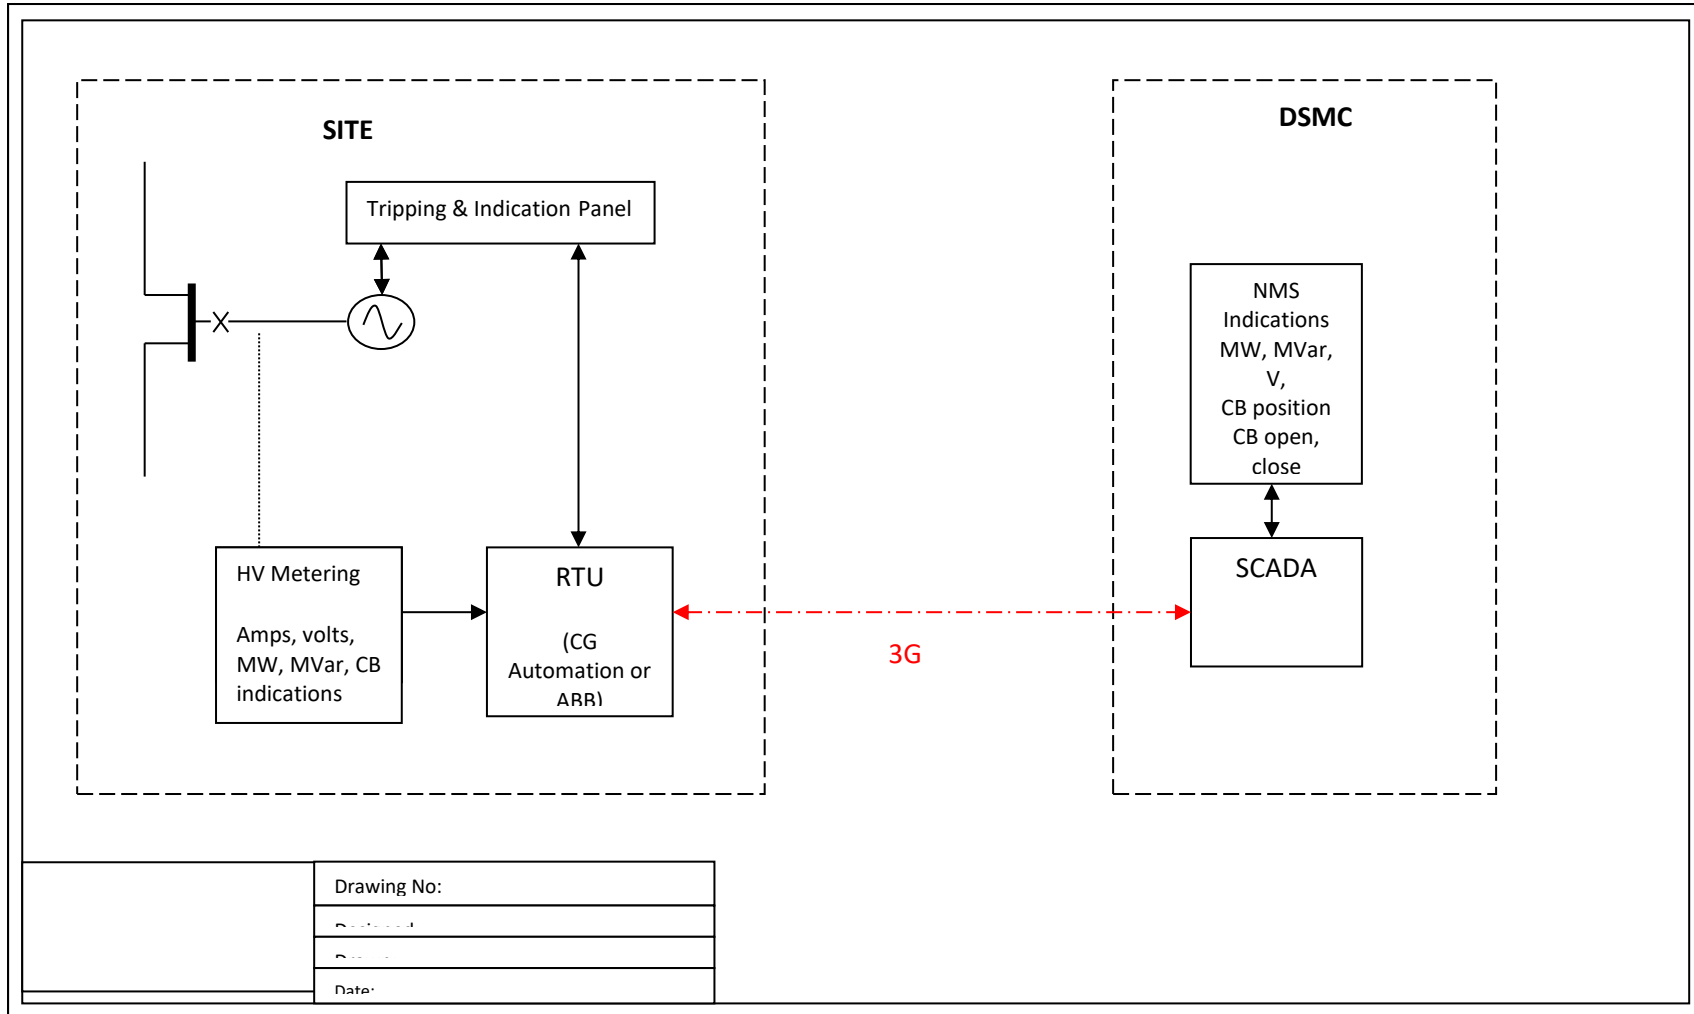 SITE
DSMC
Tripping & Indication Panel
NMS
Indications
MW, MVar,
V,
CB position
CB open,
close
HV Metering
Amps, volts,
MW, MVar, CB
indications
RTU
(CG
Automation or
ABB)
3G
SCADA
Drawing No:
Date: